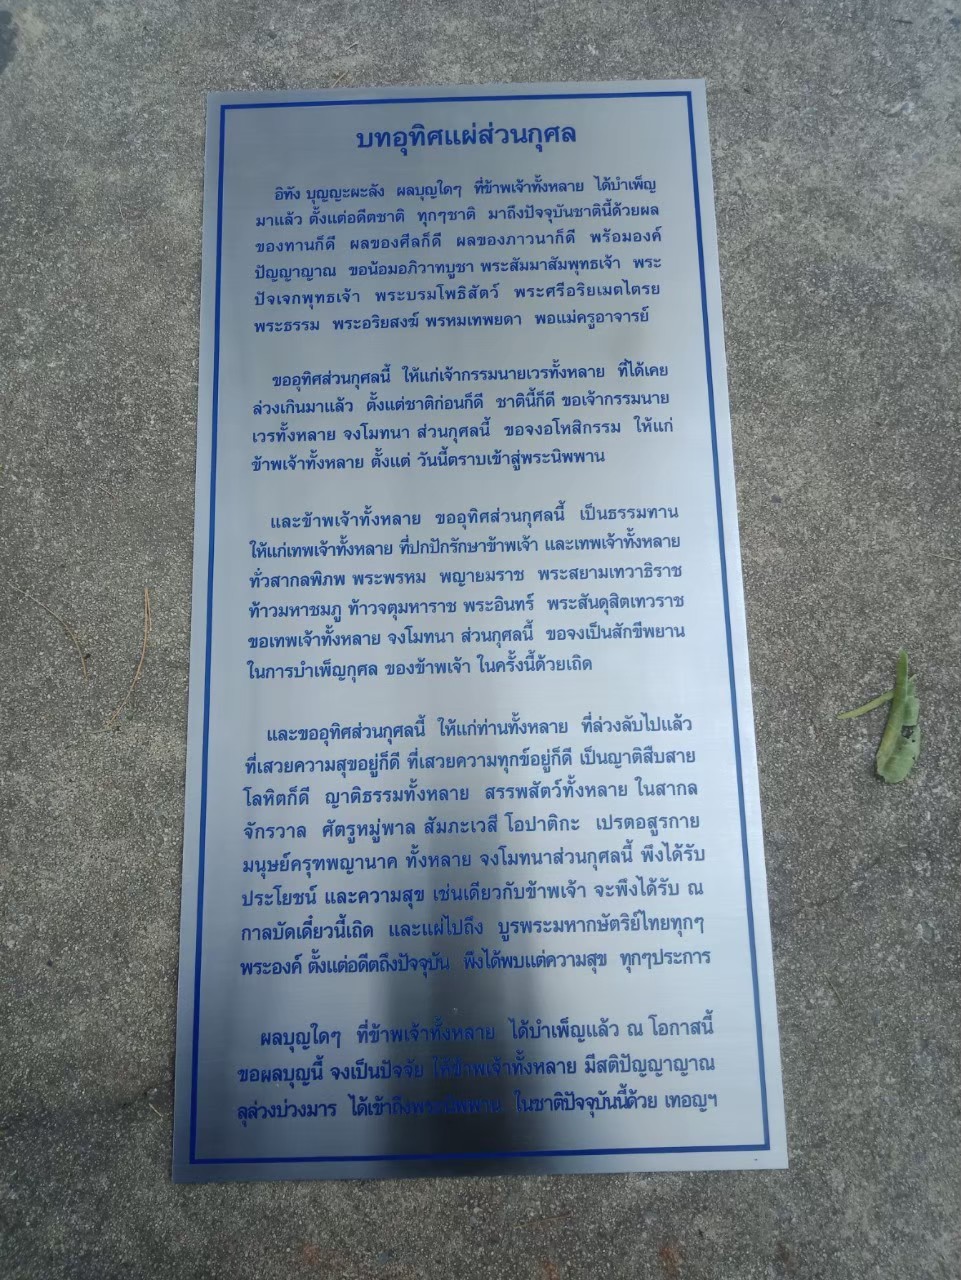 บทอุทิศแผ่ส่วนกุศล
อิทัง บุญญะผะลัง ผลบุญใดๆ ที่ข้าพเจ้าทั้งหลาย ได้บำเพ็ญ
มาแล้ว ตั้งแต่อดีตชาติ ทุกๆชาติ มาถึงปัจจุบันชาตินี้ด้วยผล
ของทานก็ดี ผลของศีลก็ดี ผลของภาวนาก็ดี พร้อมองค์
ปัญญาญาณ ขอน้อมอภิวาทบูชา พระสัมมาสัมพุทธเจ้า พระ
ปัจเจกพุทธเจ้า พระบรมโพธิสัตว์ พระศรีอริยเมตไตรย
พระธรรม พระอริยสงฆ์ พรหมเทพยดา พอแม่ครูอาจารย์
ขออุทิศส่วนกุศลนี้ ให้แก่เจ้ากรรมนายเวรทั้งหลาย ที่ได้เคย
ล่วงเกินมาแล้ว ตั้งแต่ชาติก่อนก็ดี ชาตินี้ก็ดี ขอเจ้ากรรมนาย
เวรทั้งหลาย จงโมทนา ส่วนกุศลนี้ ขอจงอโหสิกรรม ให้แก่
ข้าพเจ้าทั้งหลาย ตั้งแต่ วันนี้ตราบเข้าสู่พระนิพพาน
และข้าพเจ้าทั้งหลาย ขออุทิศส่วนกุศลนี้ เป็นธรรมทาน
ให้แก่เทพเจ้าทั้งหลาย ที่ปกปักรักษาข้าพเจ้า และเทพเจ้าทั้งหลาย
ทั่วสากลพิภพ พระพรหม พญายมราช พระสยามเทวาธิราช
ท้าวมหาชมภู ท้าวจตุมหาราช พระอินทร์ พระสันดุสิตเทวราช
ขอเทพเจ้าทั้งหลาย จงโมทนา ส่วนกุศลนี้ ขอจงเป็นสักขีพยาน
ในการบำเพ็ญกุศล ของข้าพเจ้า ในครั้งนี้ด้วยเถิด
และขออุทิศส่วนกุศลนี้ ให้แก่ท่านทั้งหลาย ที่ล่วงลับไปแล้ว
ที่เสวยความสุขอยู่ก็ดี ที่เสวยความทุกข์อยู่ก็ดี เป็นญาติสืบสาย
โลหิตก็ดี ญาติธรรมทั้งหลาย สรรพสัตว์ทั้งหลาย ในสากล
จักรวาล ศัตรูหมู่พาล สัมภะเวสี โอปาติกะ เปรตอสูรกาย
มนุษย์ครุฑพญานาค ทั้งหลาย จงโมทนาส่วนกุศลนี้ พึงได้รับ
ประโยชน์ และความสุข เช่นเดียวกับข้าพเจ้า จะพึงได้รับ ณ
กาลบัดเดี๋ยวนี้เถิด และแผ่ไปถึง บูรพระมหากษัตริย์ไทยทุกๆ
พระองค์ ตั้งแต่อดีตถึงปัจจุบัน พึงได้พบแต่ความสุข ทุกๆประการ
ผลบุญใดๆ ที่ข้าพเจ้าทั้งหลาย ได้บำเพ็ญแล้ว ณ โอกาสนี้
ขอผลบุญนี้ จงเป็นปัจจัย ให้ข้าพเจ้าทั้งหลาย มีสติปัญญาญาณ
ลุล่วงบ่วงมาร ได้เข้าถึงพระนิพพาน ในชาติปัจจุบันนี้ด้วย เทอญฯ